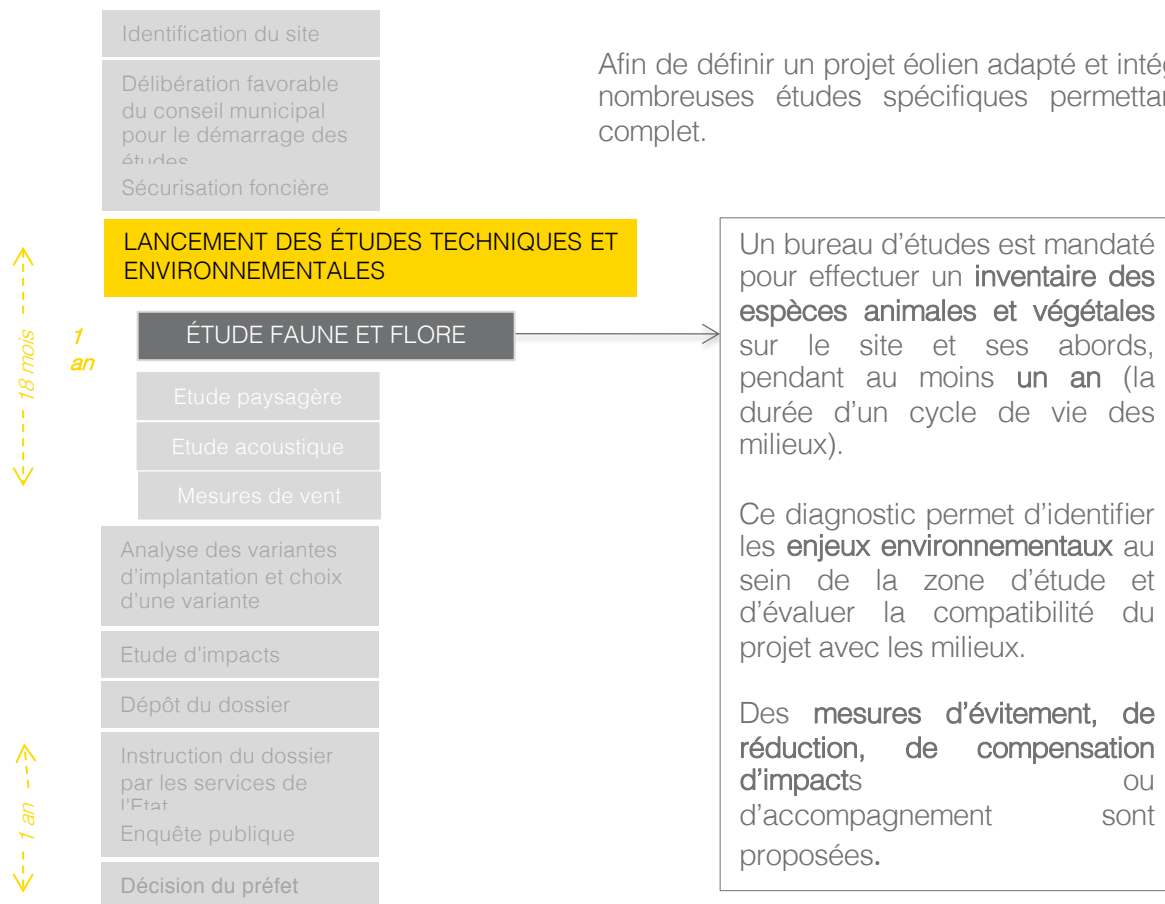 Identification du site
Délibération favorable
du conseil municipal
pour le démarrage des
études
Sécurisation foncière
Afin de définir un projet éolien adapté et
nombreuses études spécifiques
complet.
LANCEMENT DES ÉTUDES TECHNIQUES ET
ENVIRONNEMENTALES
18 mois
1
an
ÉTUDE FAUNE ET FLORE
Etude paysagère
Etude acoustique
Mesures de vent
Analyse des variantes
d'implantation et choix
d'une variante
Etude d'impacts
Dépôt du dossier
Instruction du dossier
par les services de
l'Etat
Enquête publique
Décision du préfet
1 an
Un bureau d'études est mandaté
pour effectuer un inventaire des
espèces animales et végétales
sur le site et ses abords,
pendant au moins un an (la
durée d'un cycle de vie des
milieux).
Ce diagnostic permet d'identifier
les enjeux environnementaux au
sein de la zone d'étude et
d'évaluer la compatibilité du
projet avec les milieux.
Des mesures d'évitement, de
réduction, de compensation
d'impacts ou
d'accompagnement sont
proposées.